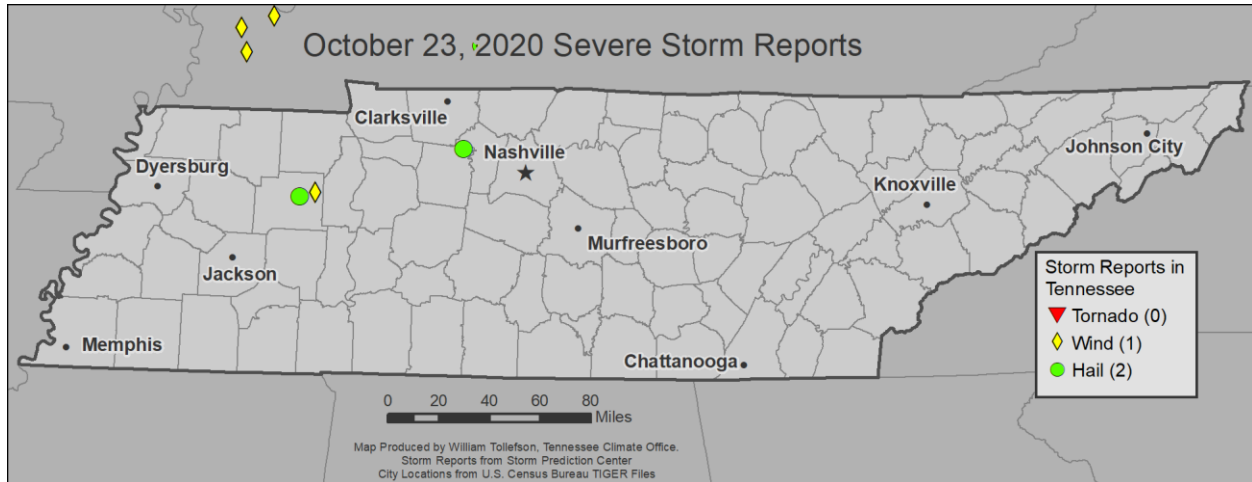 October 23, 2020 Severe Storm Reports
Clarksville
Nashville
Dyersburg
Johnson City
Knoxville
Murfreesboro
Jackson
Memphis
Chattanooga
Storm Reports in
Tennessee
Tornado (0)
Wind (1)
Hail (2)
0 20 40 60 80
Miles
Map Produced by William Tollefson, Tennessee Climate Office.
Storm Reports from Storm Prediction Center
City Locations from U.S. Census Bureau TIGER Files